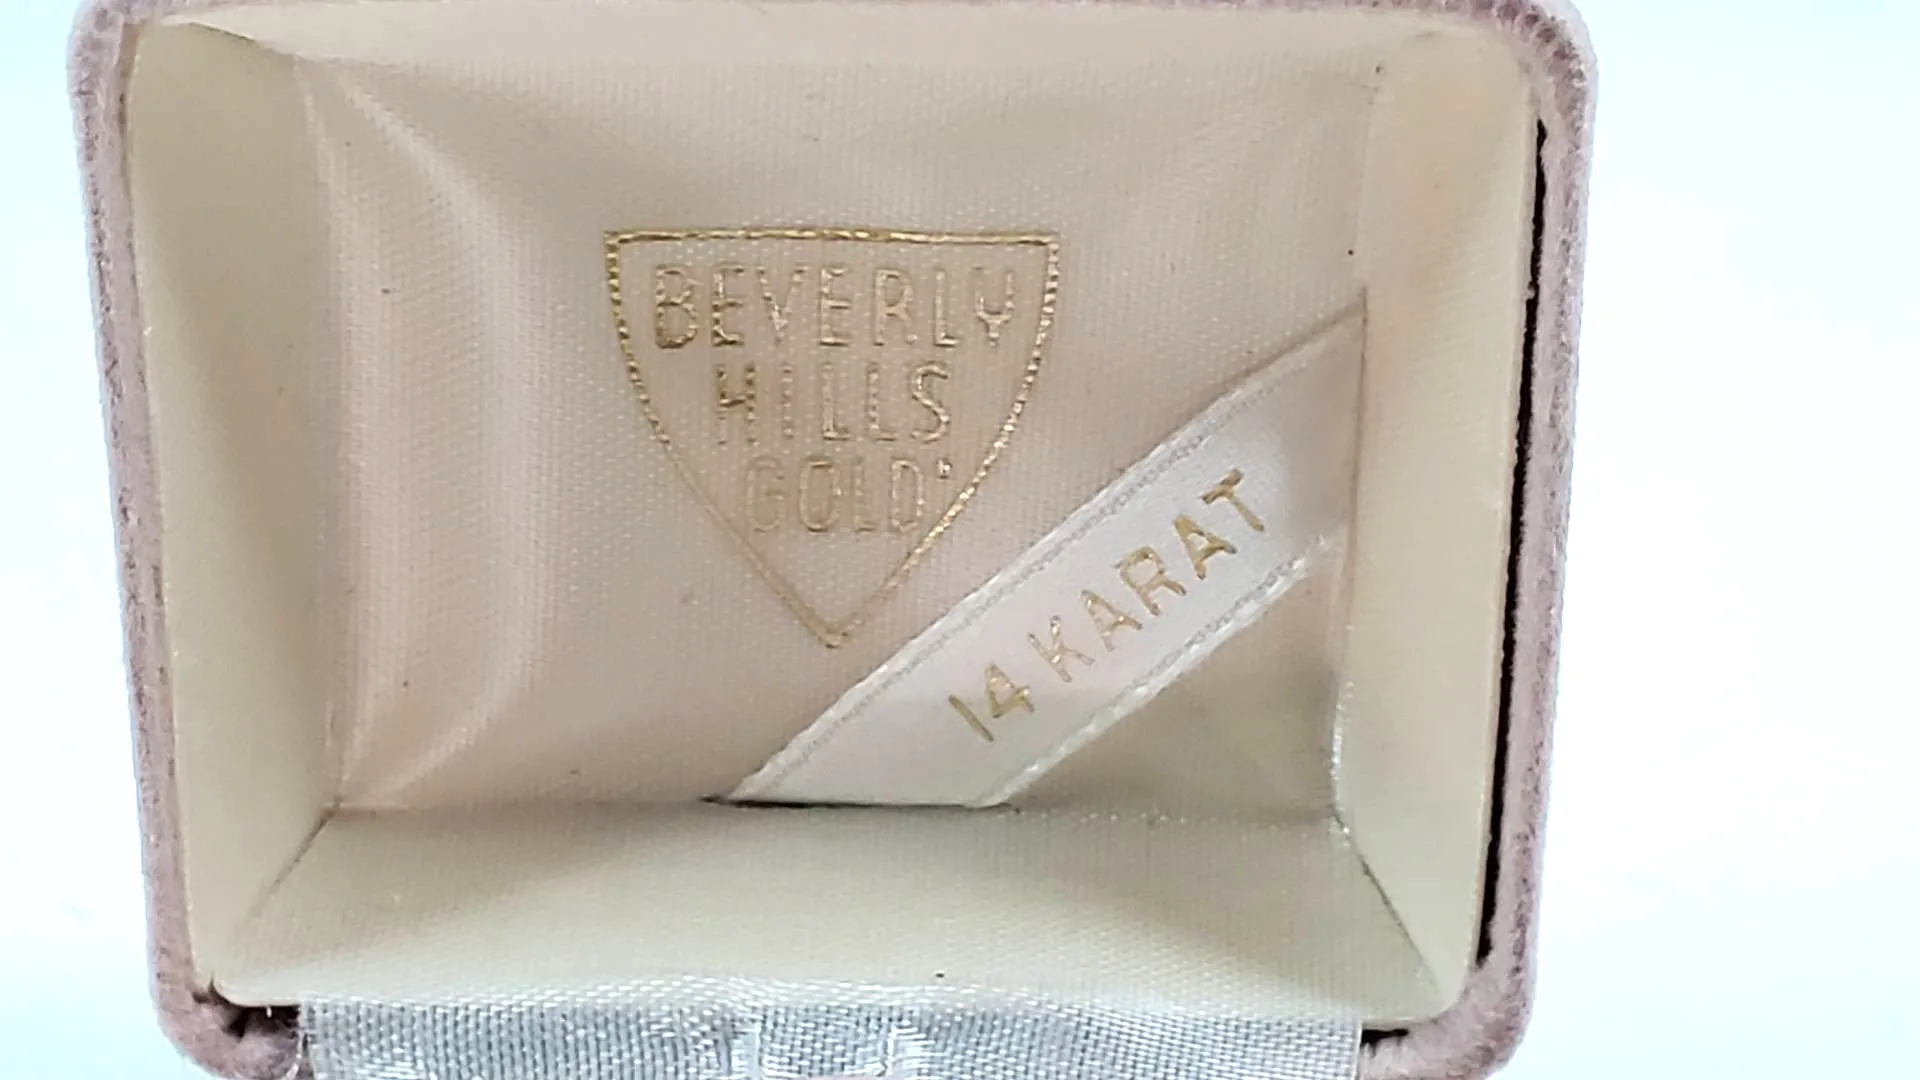 BEVERLY
HILLS
GOLD'
14 KARAT